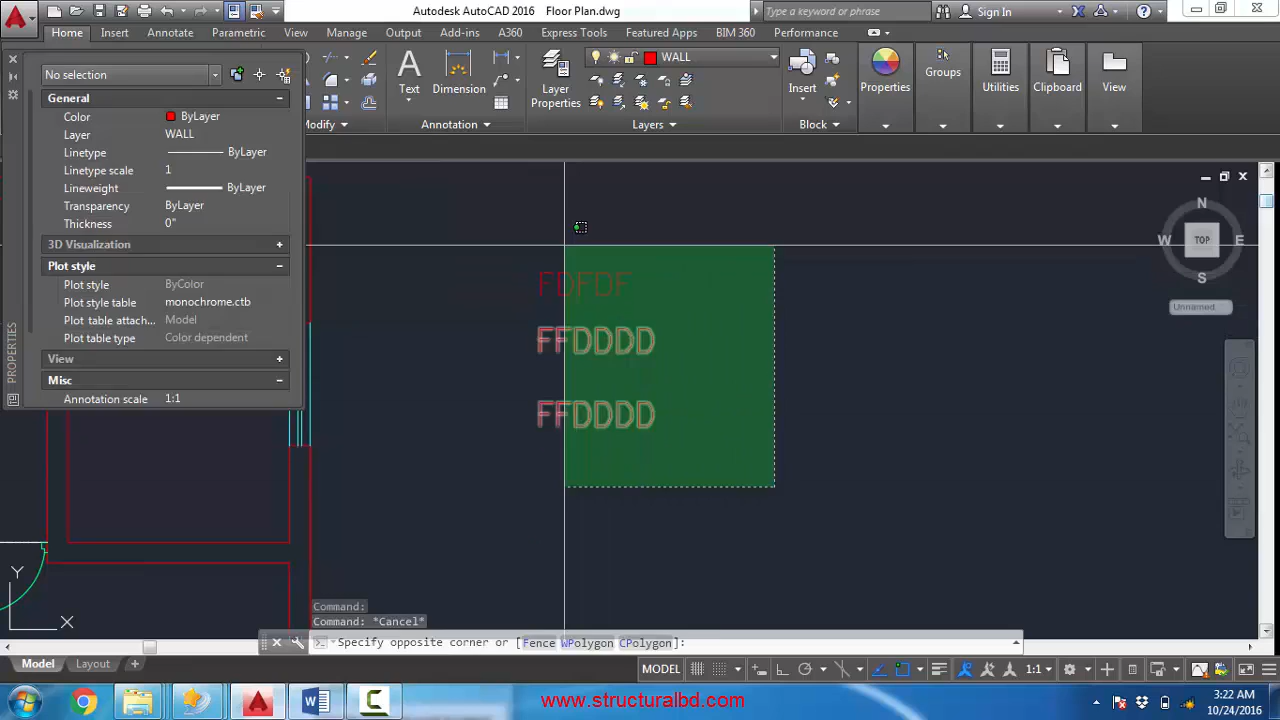 Autodesk AutoCAD 2016 Floor Plan.dwg
Type a keyword or phrase
Sign In
Home Insert Annotate Parametric View Manage Output Add-ins A360 Express Tools Featured Apps BIM 360 Performance
No selection
General
Color ByLayer
Layer WALL
Linetype ByLayer
Linetype scale 1
Lineweight ByLayer
Transparency ByLayer
Thickness 0"
3D Visualization
Plot style
Plot style ByColor
Plot style table monochrome.ctb
Plot table attach... Model
Plot table type Color dependent
View
Misc
Annotation scale 1:1
PROPERTIES
Modify
Text
Dimension
Annotation
Layer Properties
WALL
Layers
Insert
Block
Properties
Groups
Utilities
Clipboard
View
N
W TOP E
S
Unnamed
FDFDF
FFDDDD
FFDDDD
Y
X
Command:
Command: *Cancel*
Specify opposite corner or [Fence WPolygon CPolygon]:
Model Layout +
MODEL
1:1
www.structuralbd.com
3:22 AM
10/24/2016